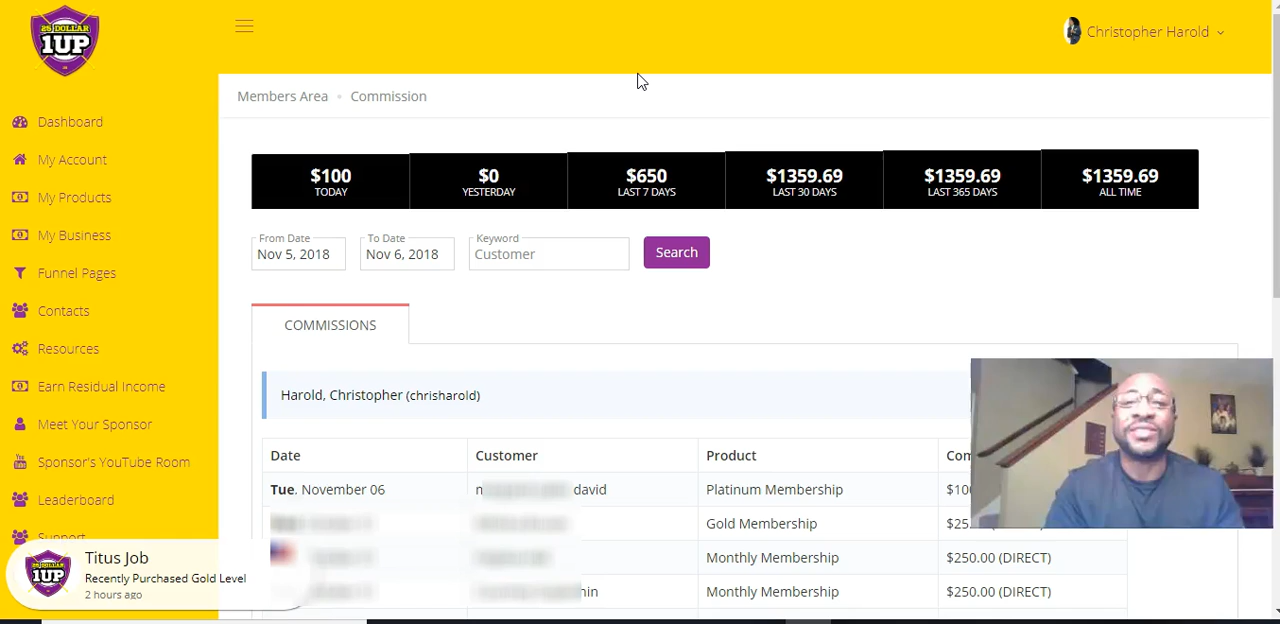 25 DOLLAR
1UP
Christopher Harold
Members Area • Commission
Dashboard
My Account
My Products
My Business
Funnel Pages
Contacts
Resources
Earn Residual Income
Meet Your Sponsor
Sponsor's YouTube Room
Leaderboard
Support
$100 $0 $650 $1359.69 $1359.69 $1359.69
TODAY YESTERDAY LAST 7 DAYS LAST 30 DAYS LAST 365 DAYS ALL TIME
From Date To Date Keyword
Nov 5, 2018 Nov 6, 2018 Customer Search
COMMISSIONS
Harold, Christopher (chrisharold)
Date Customer Product
Tue. November 06 david Platinum Membership
Gold Membership
Monthly Membership $250.00 (DIRECT)
Monthly Membership $250.00 (DIRECT)
1UP
Titus Job
Recently Purchased Gold Level
2 hours ago